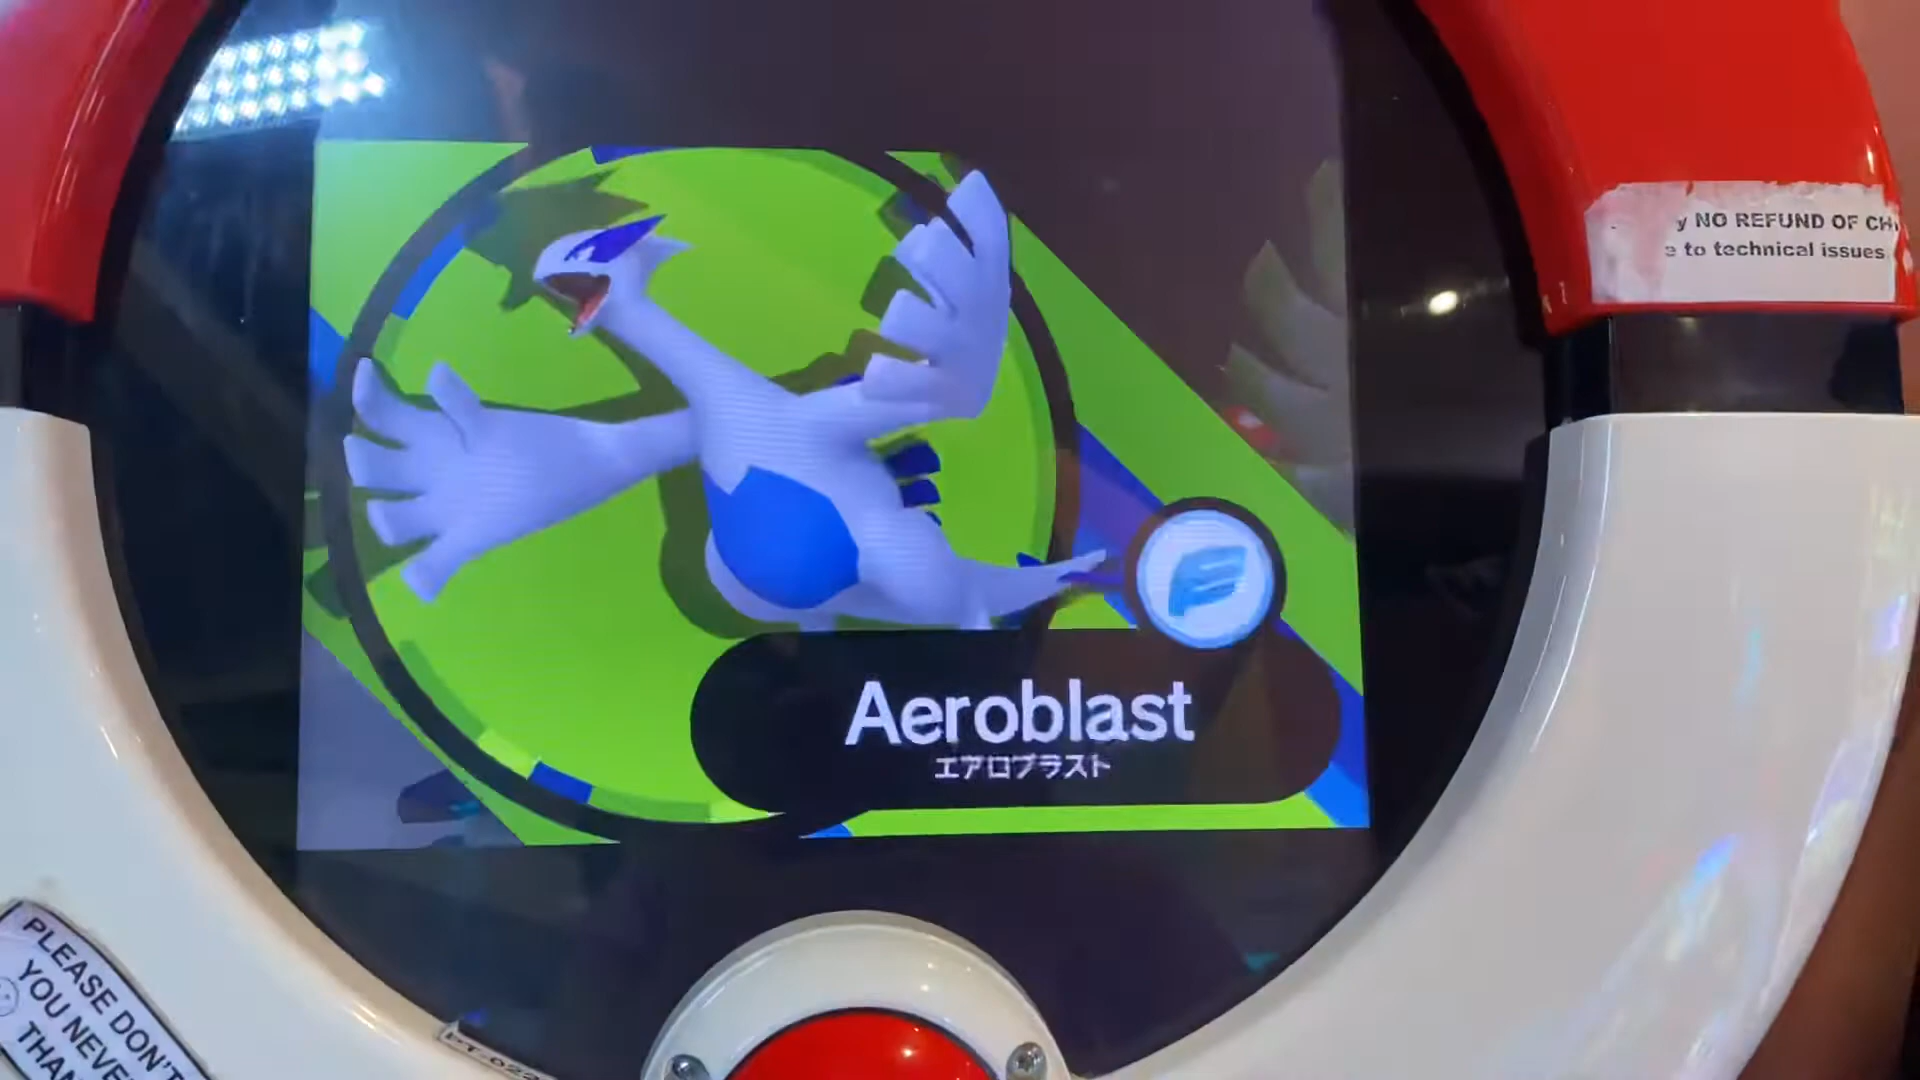 y NO REFUND OF CH
e to technical issues
Aeroblast
エアロブラスト
PLEASE DON'T
YOU NEVE
THAN